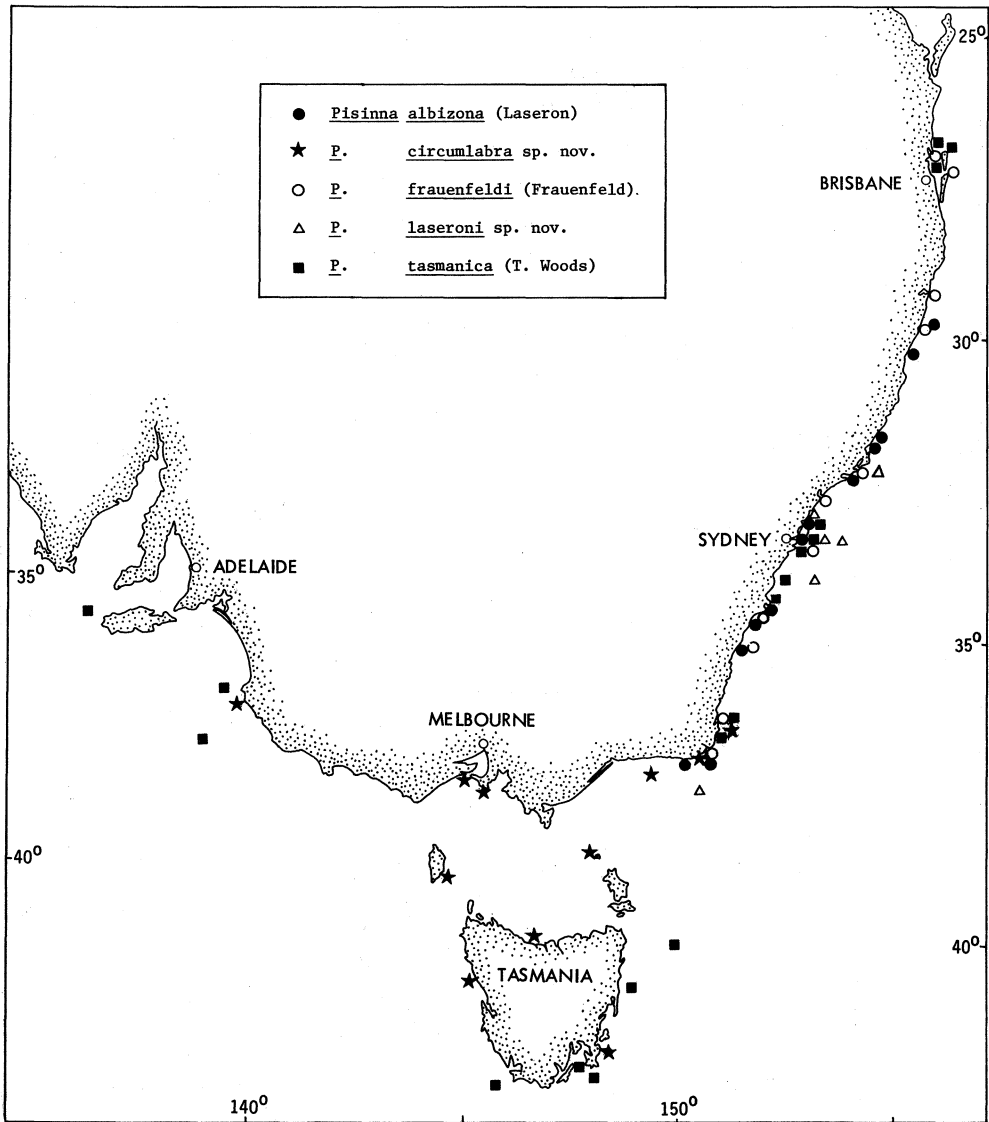 25°
● Pisinna albizona (Laseron)
★ P. circumlabra sp. nov.
○ P. frauenfeldi (Frauenfeld).
△ P. laseroni sp. nov.
■ P. tasmanica (T. Woods)
BRISBANE
30°
SYDNEY
ADELAIDE
35°
35°
MELBOURNE
40°
40°
TASMANIA
140°
150°